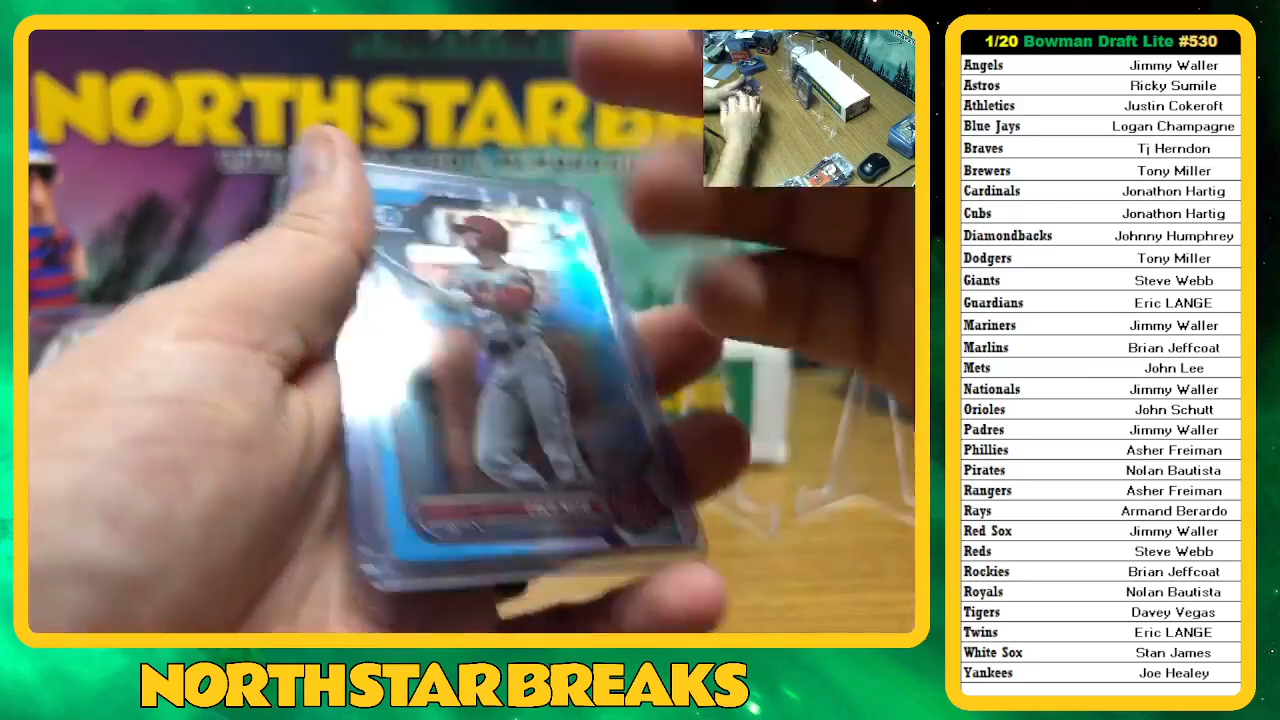 NORTHSTAR B
1/20 Bowman Draft Lite #530
Angels Jimmy Waller
Astros Ricky Sumile
Athletics Justin Cokeroft
Blue Jays Logan Champagne
Braves Tj Herndon
Brewers Tony Miller
Cardinals Jonathon Hartig
Cubs Jonathon Hartig
Diamondbacks Johnny Humphrey
Dodgers Tony Miller
Giants Steve Webb
Guardians Eric LANGE
Mariners Jimmy Waller
Marlins Brian Jeffcoat
Mets John Lee
Nationals Jimmy Waller
Orioles John Schutt
Padres Jimmy Waller
Phillies Asher Freiman
Pirates Nolan Bautista
Rangers Asher Freiman
Rays Armand Berardo
Red Sox Jimmy Waller
Reds Steve Webb
Rockies Brian Jeffcoat
Royals Nolan Bautista
Tigers Davey Vegas
Twins Eric LANGE
White Sox Stan James
Yankees Joe Healey
NORTHSTAR BREAKS